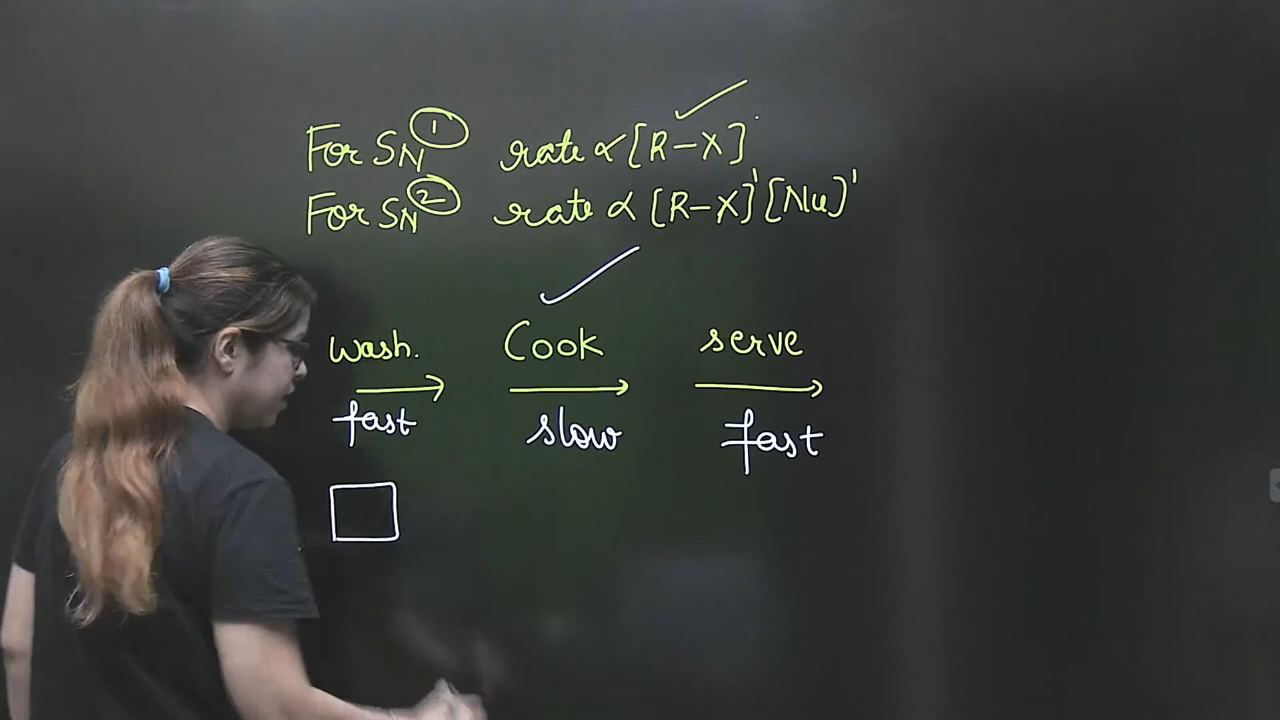 For SN¹ rate ∝ [R-X]
For SN² rate ∝ [R-X]¹ [Nu]¹
wash. Cook serve
fast slow fast